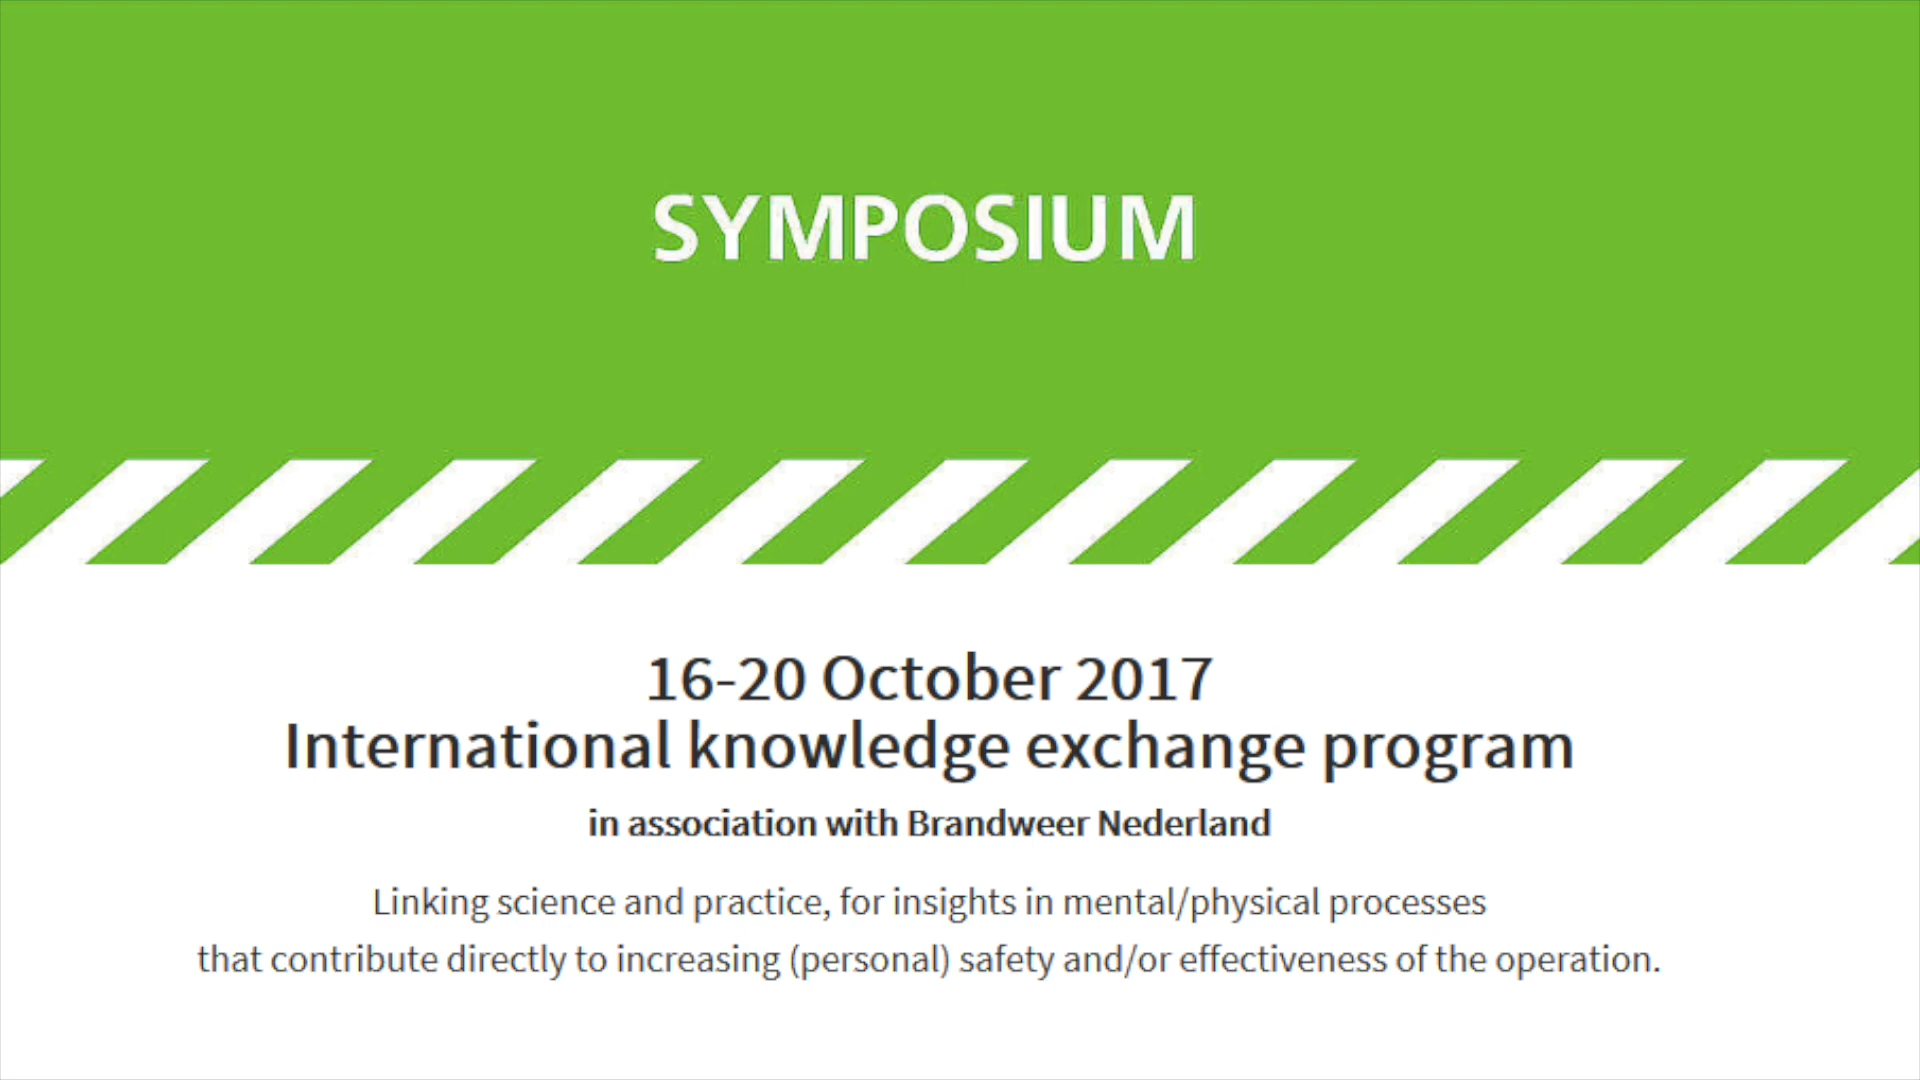 SYMPOSIUM
16-20 October 2017
International knowledge exchange program
in association with Brandweer Nederland
Linking science and practice, for insights in mental/physical processes
that contribute directly to increasing (personal) safety and/or effectiveness of the operation.